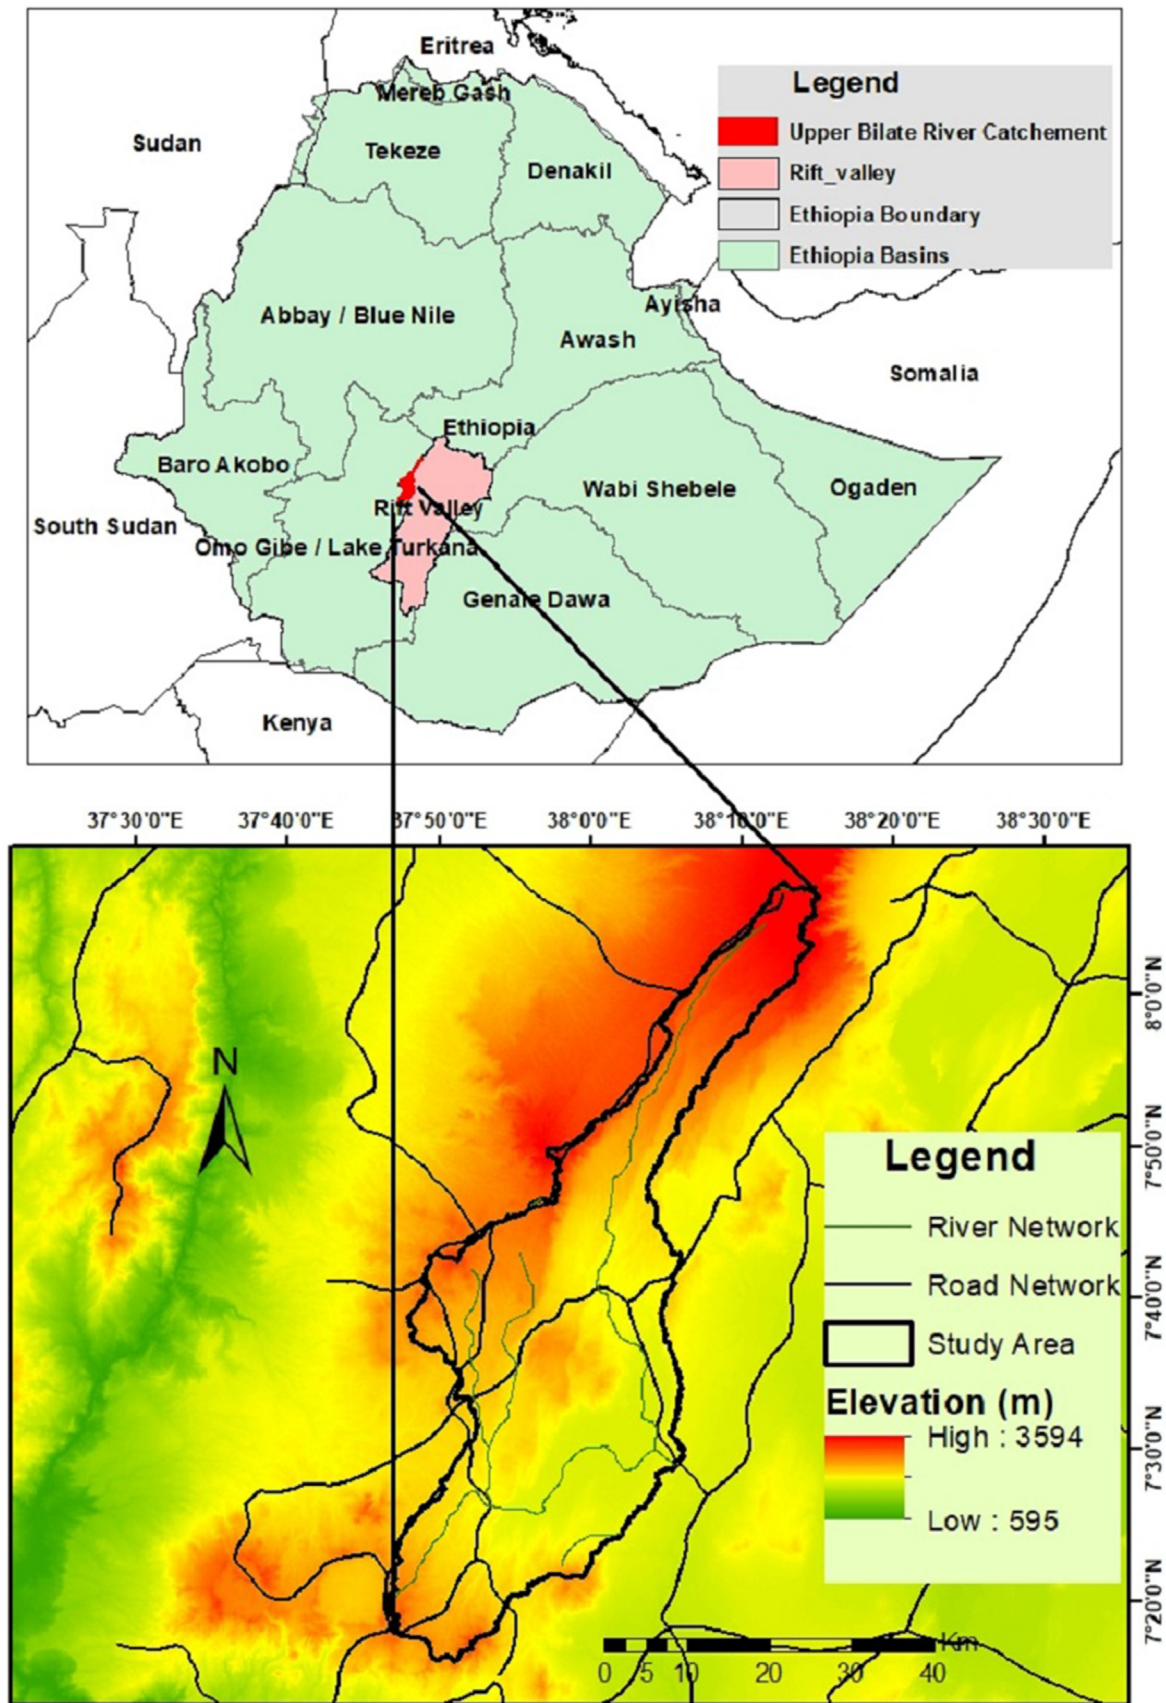 Eritrea
Legend
Mereb Gash
Upper Bilate River Catchement
Sudan
Tekeze
Denakil
Rift_valley
Ethiopia Boundary
Ethiopia Basins
Ayisha
Abbay / Blue Nile
Awash
Somalia
Ethiopia
Baro Akobo
Wabi Shebele
Ogaden
Rift Valley
South Sudan
Omo Gibe / Lake Turkana
Genale Dawa
Kenya
37°30'0"E 37°40'0"E 37°50'0"E 38°0'0"E 38°10'0"E 38°20'0"E 38°30'0"E
8°0'0"N
N
7°50'0"N
Legend
River Network
Road Network
7°40'0"N
Study Area
Elevation (m)
High : 3594
7°30'0"N
Low : 595
7°20'0"N
Km
0 5 10 20 30 40